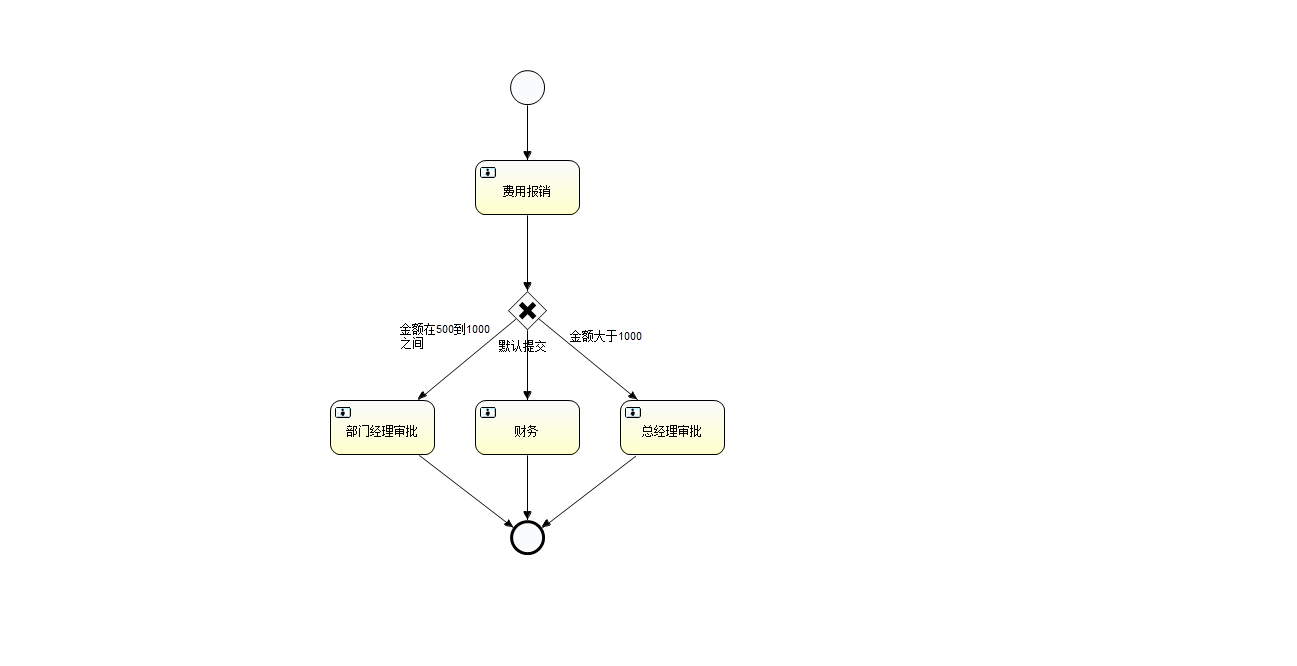 费用报销
金额在500到1000
之间
默认提交
金额大于1000
部门经理审批
财务
总经理审批